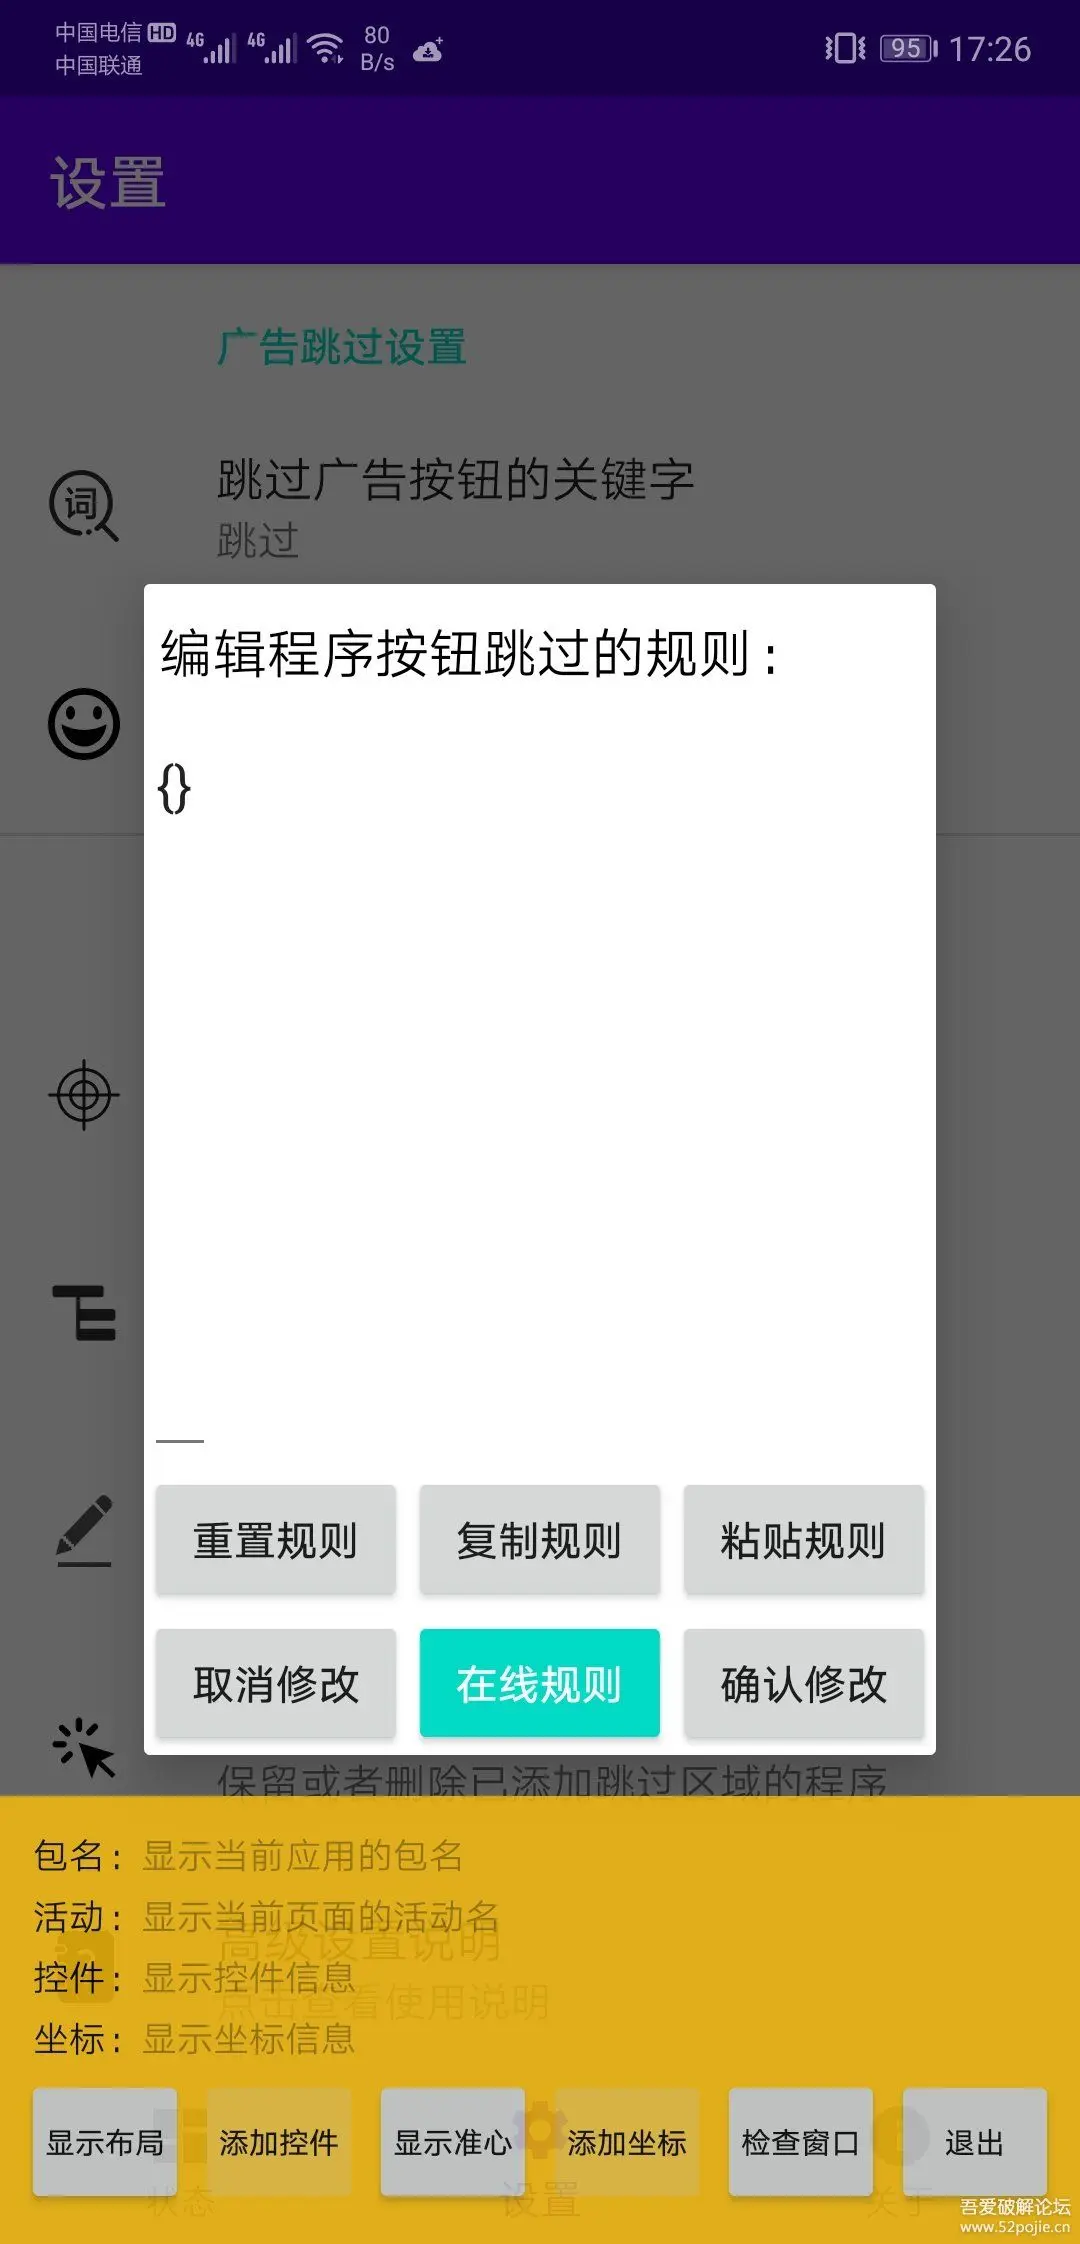 中国电信 HD 4G 4G 80 B/s 95 17:26
中国联通
设置
广告跳过设置
词
跳过广告按钮的关键字
跳过
编辑程序按钮跳过的规则:
{}
重置规则 复制规则 粘贴规则
取消修改 在线规则 确认修改
保留或者删除已添加跳过区域的程序
包名: 显示当前应用的包名
活动: 显示当前页面的活动名
高级设置说明
控件: 显示控件信息
点击查看使用说明
坐标: 显示坐标信息
显示布局 添加控件 显示准心 添加坐标 检查窗口 退出
状态 设置 关于
吾爱破解论坛
www.52pojie.cn